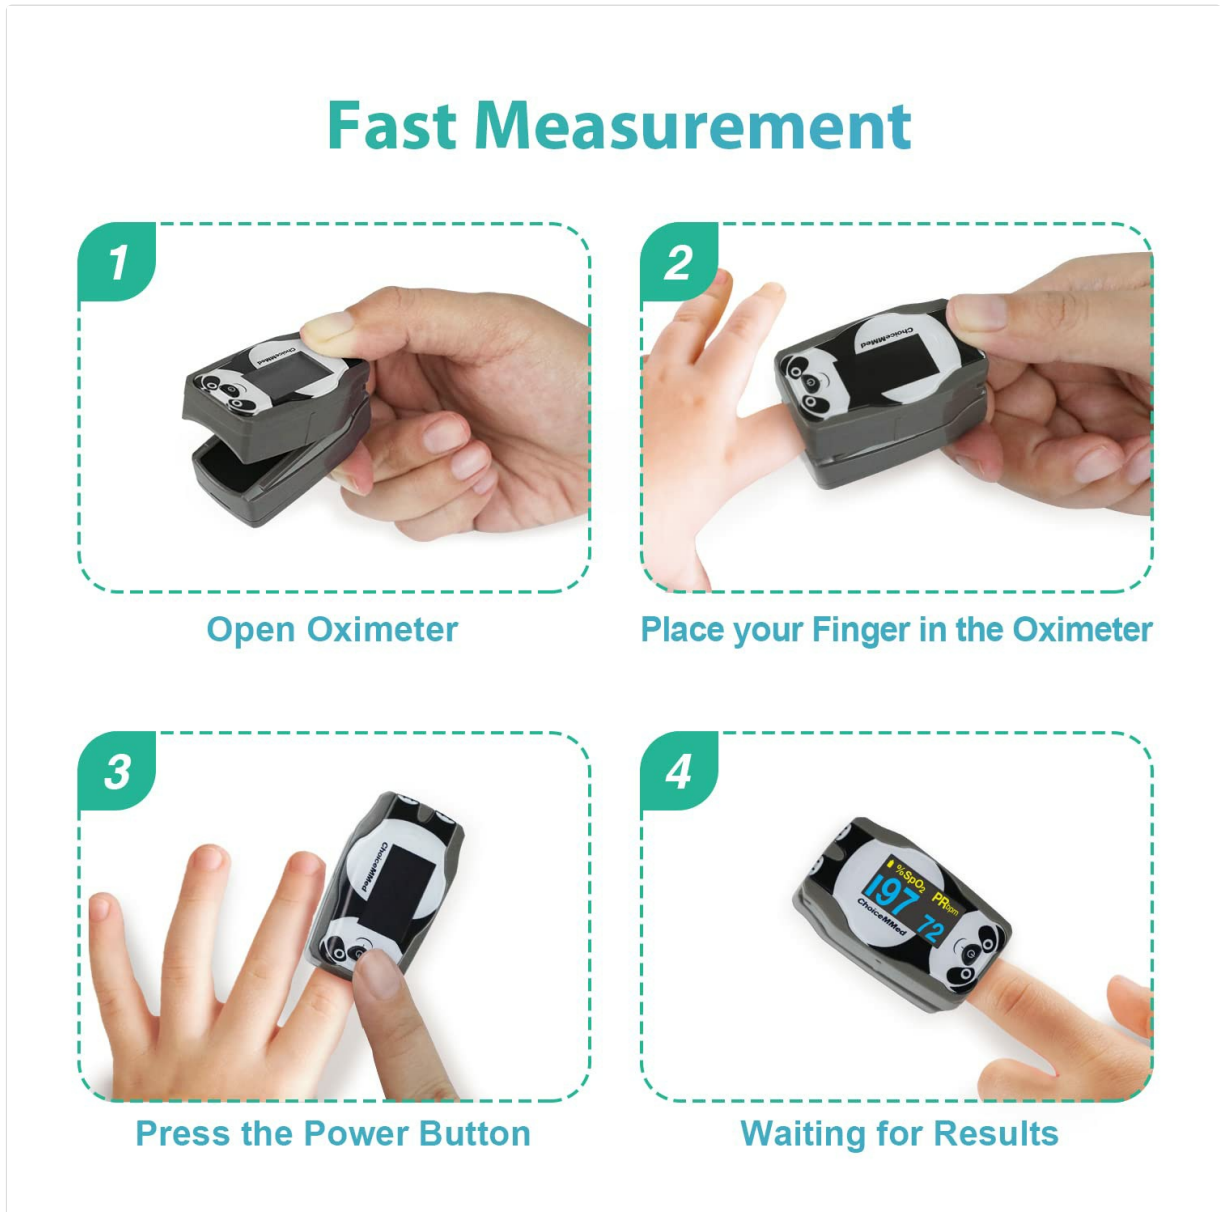 Fast Measurement
1
2
ChoiceMMed
ChoiceMMed
Open Oximeter
Place your Finger in the Oximeter
3
4
ChoiceMMed
%SpO₂ PRbpm
97 72
ChoiceMMed
Press the Power Button
Waiting for Results